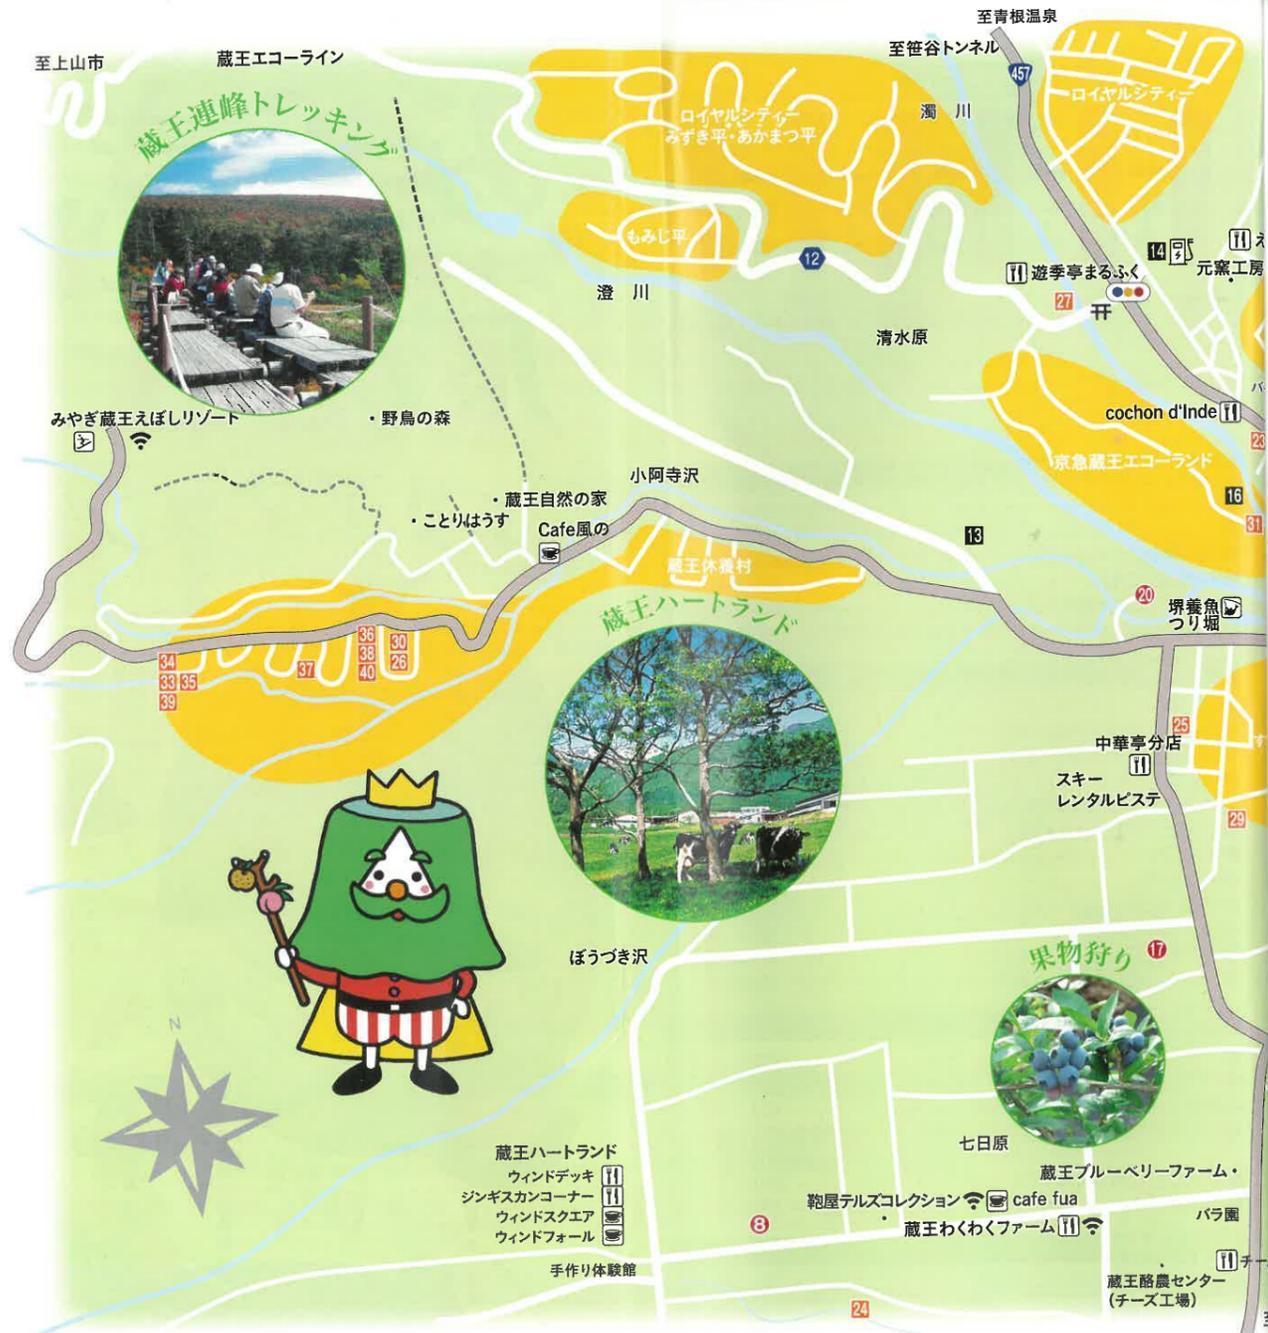 至青根温泉
至上山市
蔵王エコーライン
至笹谷トンネル
457
ロイヤルシティー
蔵王連峰トレッキング
ロイヤルシティー
みずき平・あかまつ平
濁 川
もみじ平
12
14
遊季亭まるふく
元窯工房
27
澄 川
清水原
みやぎ蔵王えぼしリゾート
・野鳥の森
cochon d'Inde
23
京急蔵王エコーランド
小阿寺沢
16
・蔵王自然の家
・ことりはうす
Cafe風の
31
13
蔵王休養村
20
堺養魚
つり堀
蔵王ハートランド
36
38
40
30
26
34
33 35
39
37
25
中華亭分店
スキー
レンタルピステ
29
ぼうづき沢
果物狩り
17
N
七日原
蔵王ハートランド
ウィンドデッキ
ジンギスカンコーナー
ウィンドスクエア
ウィンドフォール
蔵王ブルーベリーファーム・
鞄屋テルズコレクション
cafe fua
8
蔵王わくわくファーム
バラ園
手作り体験館
蔵王酪農センター
(チーズ工場)
24